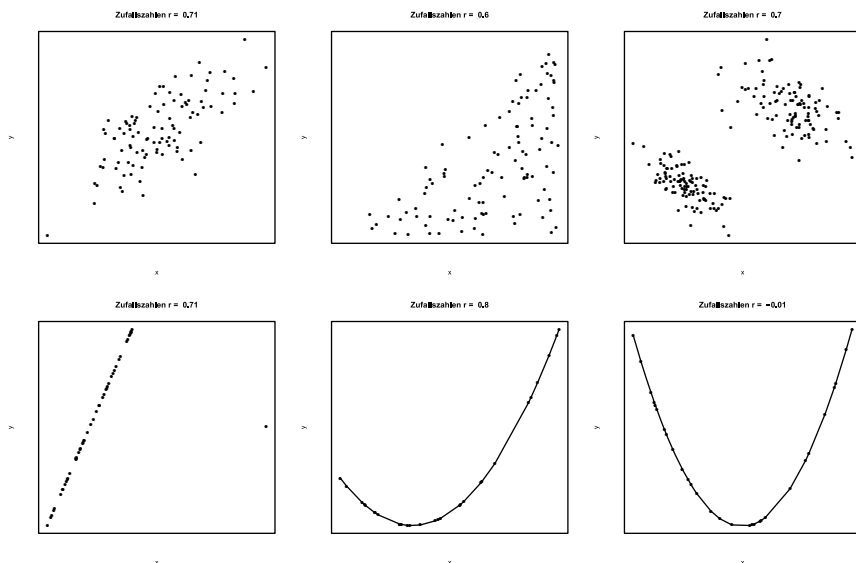 Zufallszahlen r = 0.71
Zufallszahlen r = 0.6
Zufallszahlen r = 0.7
y
y
y
x
x
x
Zufallszahlen r = 0.71
Zufallszahlen r = 0.8
Zufallszahlen r = −0.01
y
y
y
x
x
x